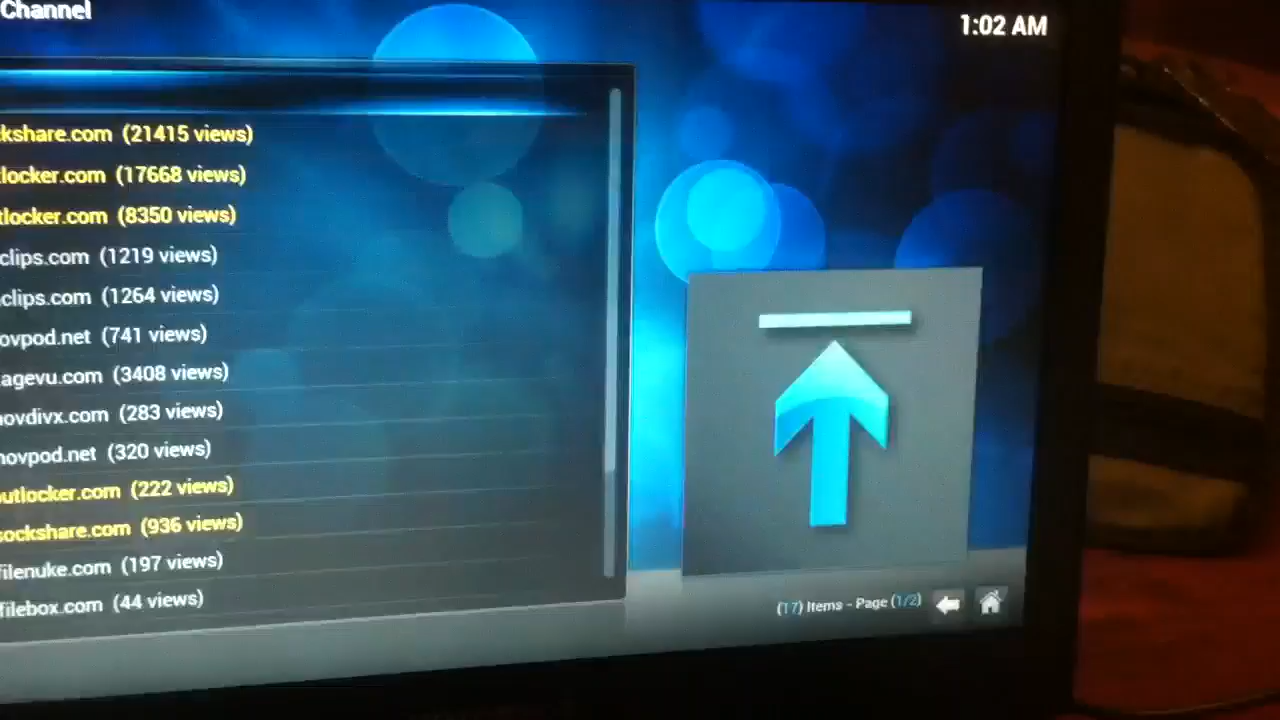 Channel
1:02 AM
ckshare.com (21415 views)
locker.com (17668 views)
tlocker.com (8350 views)
clips.com (1219 views)
clips.com (1264 views)
ovpod.net (741 views)
agevu.com (3408 views)
ovdivx.com (283 views)
ovpod.net (320 views)
utlocker.com (222 views)
sockshare.com (936 views)
filenuke.com (197 views)
filebox.com (44 views)
(17) Items - Page (1/2)